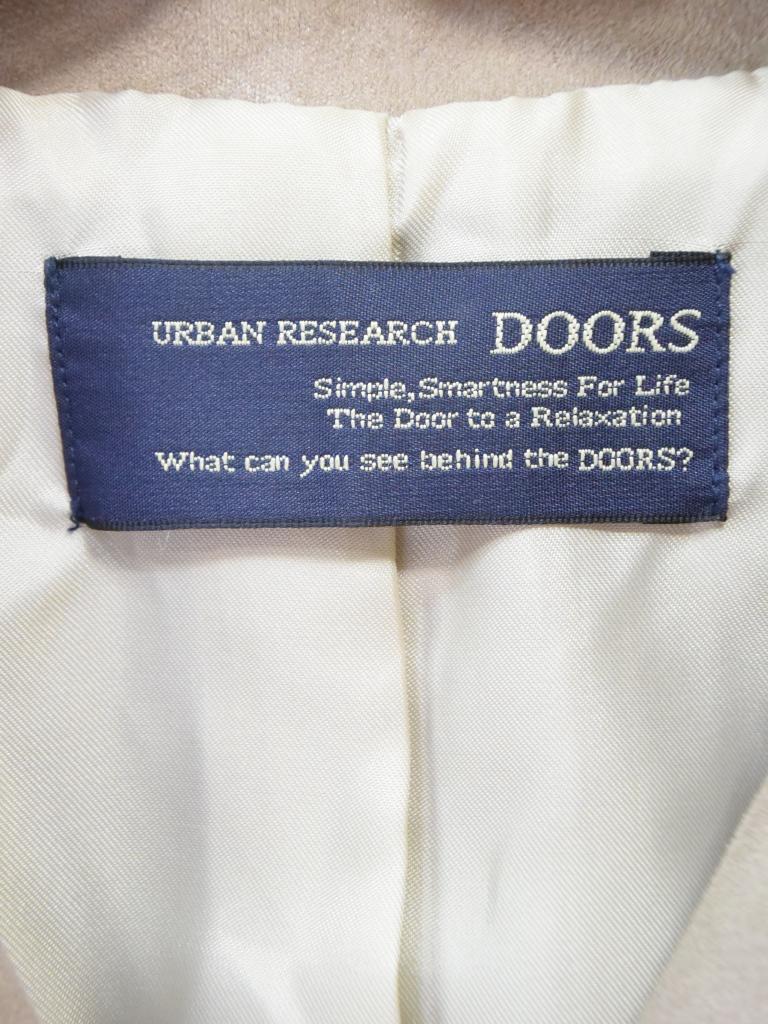 URBAN RESEARCH DOORS
Simple,Smartness For Life
The Door to a Relaxation
What can you see behind the DOORS?